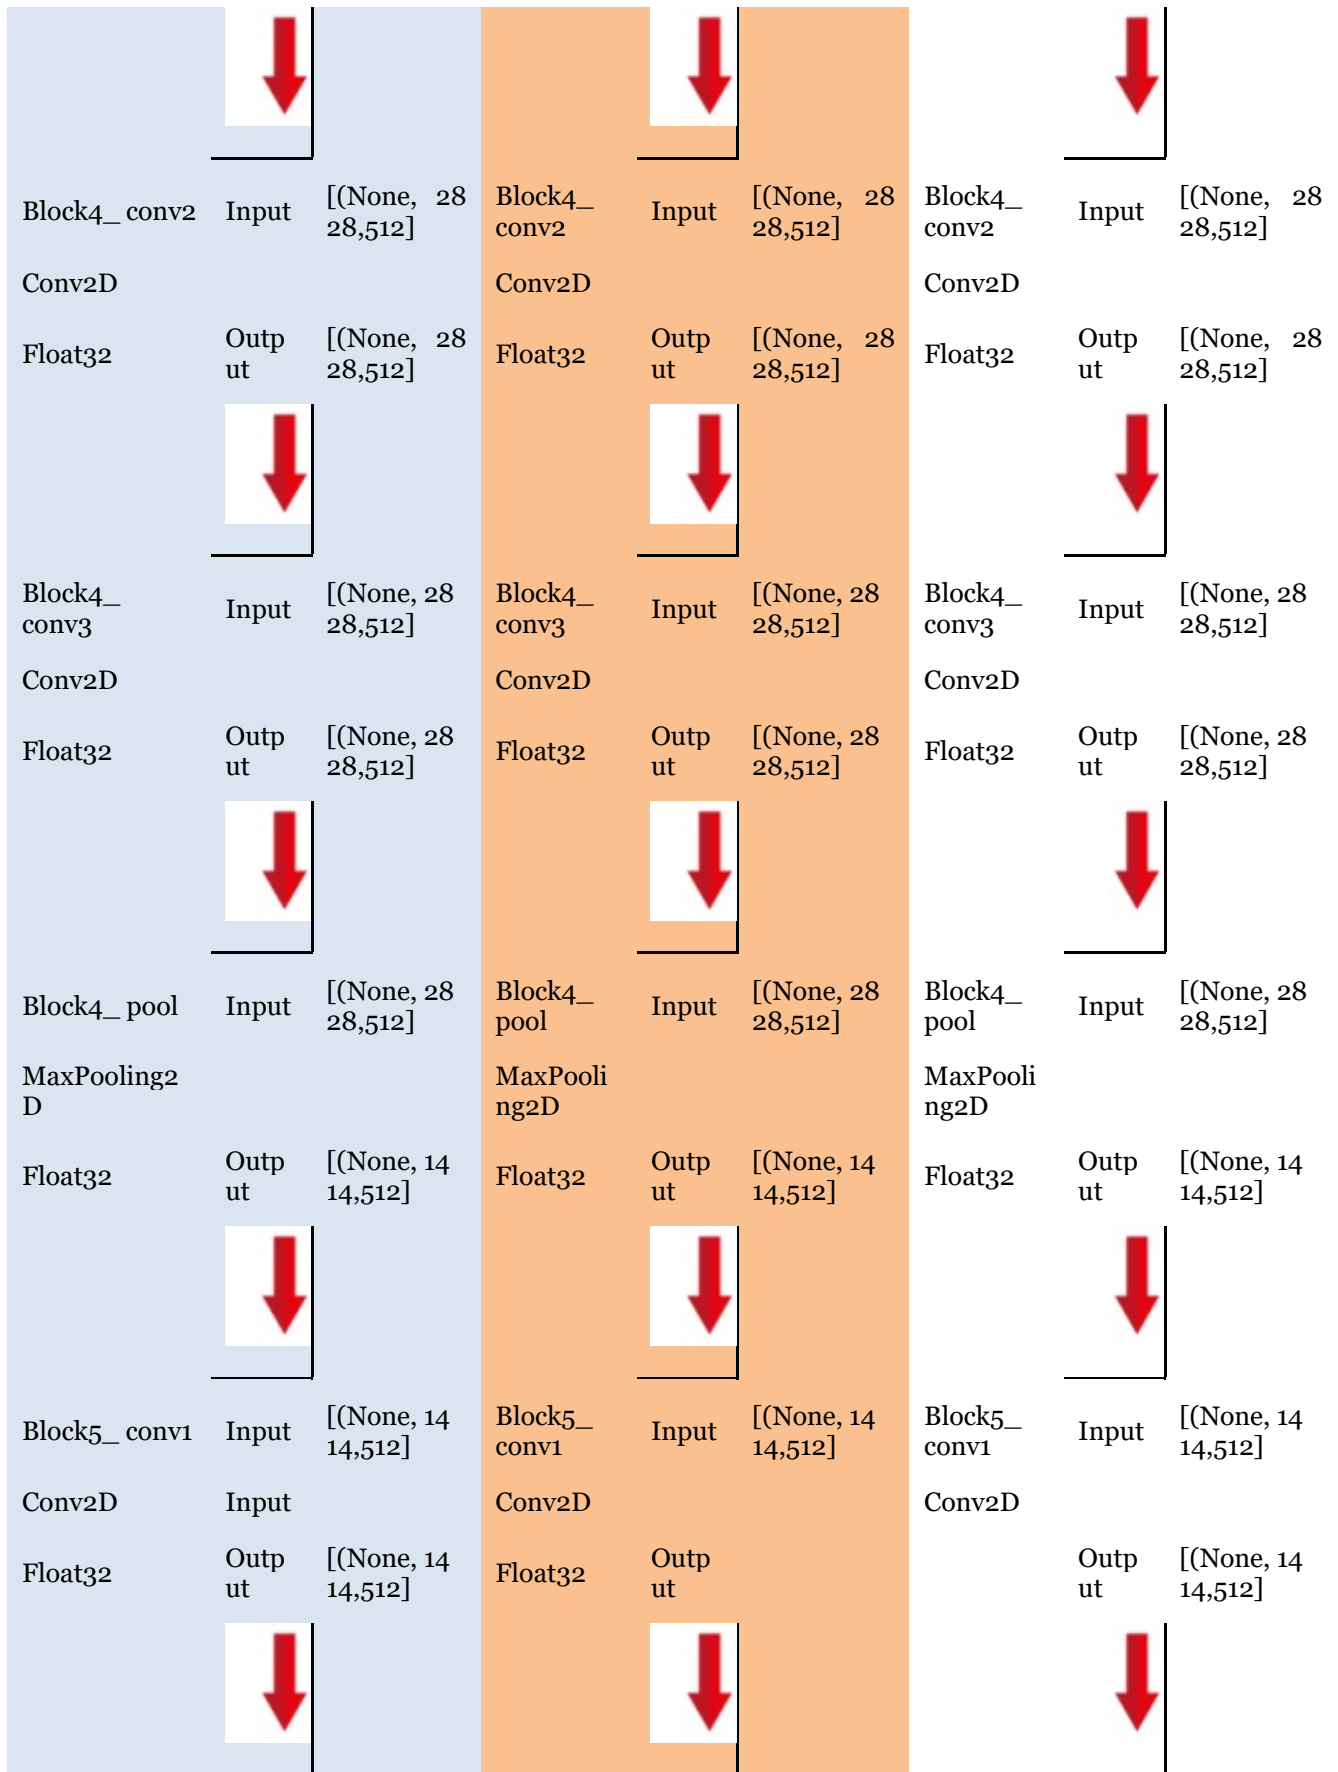 Block4_ conv2 Input [(None, 28 28,512] Block4_ conv2 Input [(None, 28 28,512] Block4_ conv2 Input [(None, 28 28,512]
Conv2D Conv2D Conv2D
Float32 Outp ut [(None, 28 28,512] Float32 Outp ut [(None, 28 28,512] Float32 Outp ut [(None, 28 28,512]
Block4_ conv3 Input [(None, 28 28,512] Block4_ conv3 Input [(None, 28 28,512] Block4_ conv3 Input [(None, 28 28,512]
Conv2D Conv2D Conv2D
Float32 Outp ut [(None, 28 28,512] Float32 Outp ut [(None, 28 28,512] Float32 Outp ut [(None, 28 28,512]
Block4_ pool Input [(None, 28 28,512] Block4_ pool Input [(None, 28 28,512] Block4_ pool Input [(None, 28 28,512]
MaxPooling2 D MaxPooli ng2D MaxPooli ng2D
Float32 Outp ut [(None, 14 14,512] Float32 Outp ut [(None, 14 14,512] Float32 Outp ut [(None, 14 14,512]
Block5_ conv1 Input [(None, 14 14,512] Block5_ conv1 Input [(None, 14 14,512] Block5_ conv1 Input [(None, 14 14,512]
Conv2D Input Conv2D Conv2D
Float32 Outp ut [(None, 14 14,512] Float32 Outp ut Outp ut [(None, 14 14,512]